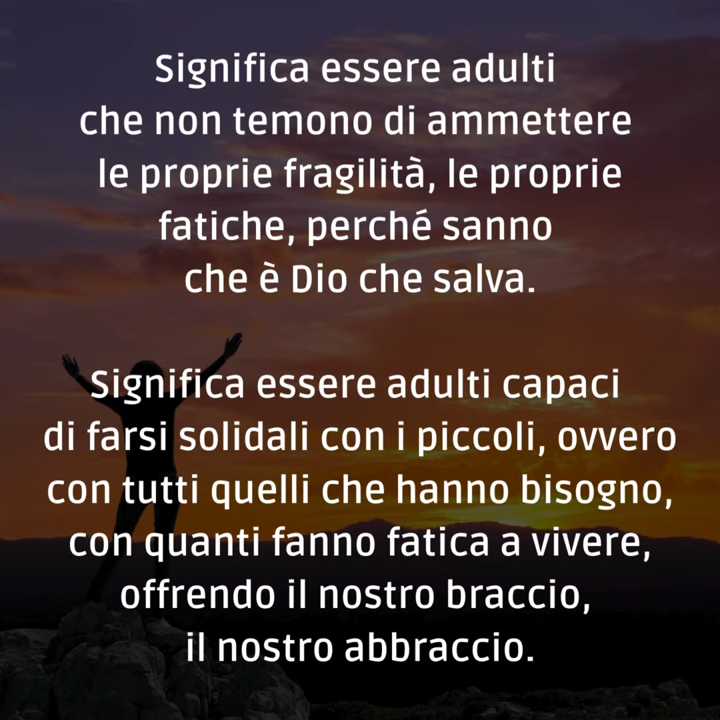 Significa essere adulti
che non temono di ammettere
le proprie fragilità, le proprie
fatiche, perché sanno
che è Dio che salva.
Significa essere adulti capaci
di farsi solidali con i piccoli, ovvero
con tutti quelli che hanno bisogno,
con quanti fanno fatica a vivere,
offrendo il nostro braccio,
il nostro abbraccio.